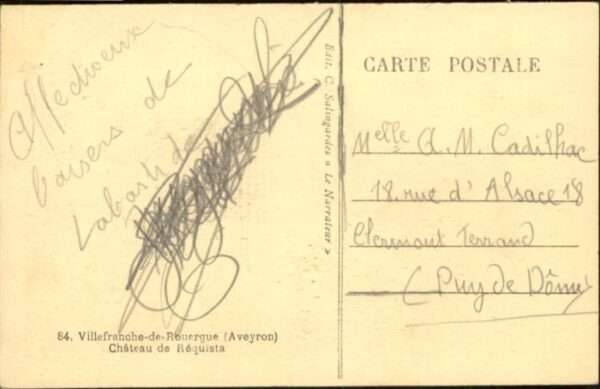 Affectueux
baisers de
Labastide
84. Villefranche-de-Rouergue (Aveyron)
Château de Réquista
Edit. C. Salingardes « Le Narrateur »
CARTE POSTALE
Melle A. M. Cadilhac
18. rue d'Alsace 18
Clermont Ferrand
(Puy de Dôme)